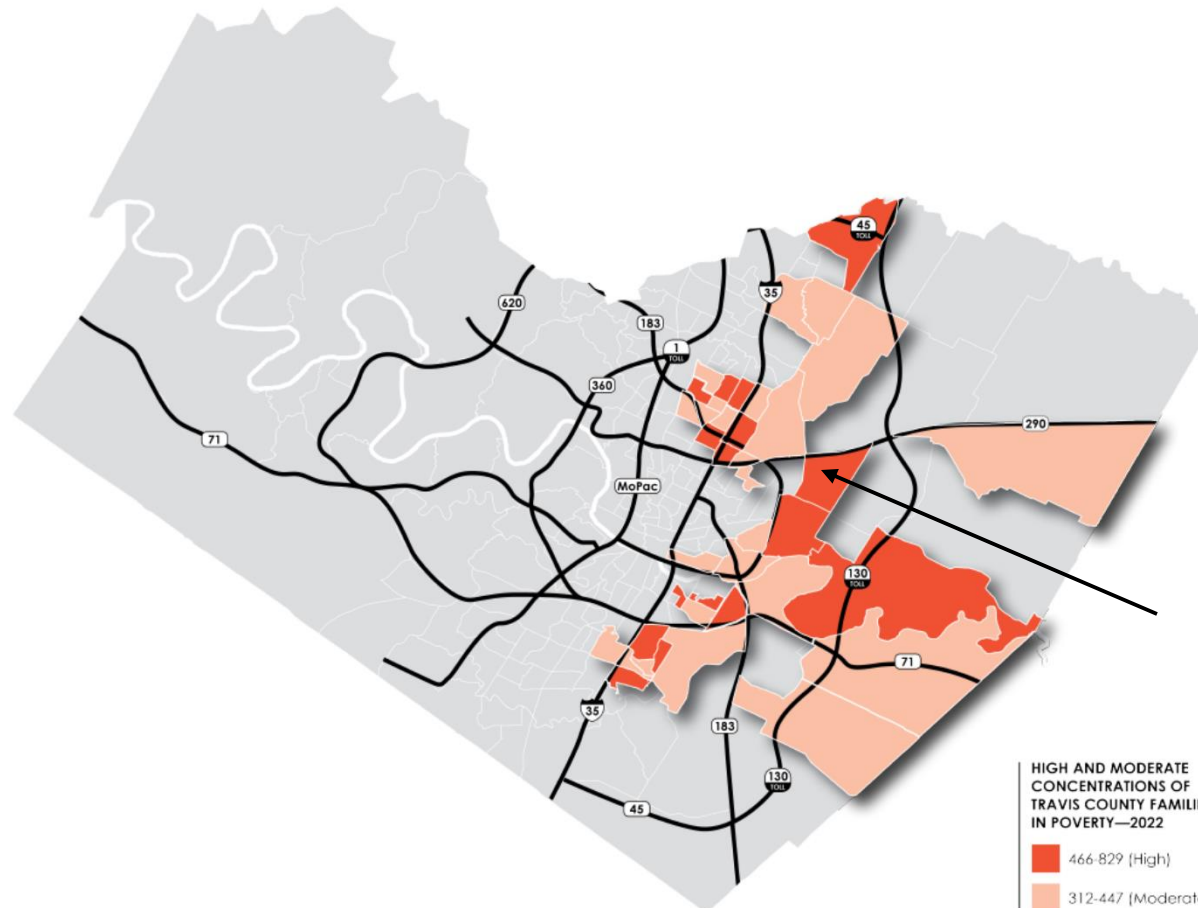 45
TOLL
35
620
183
1
TOLL
360
290
71
MoPac
130
TOLL
71
35
183
130
TOLL
45
HIGH AND MODERATE
CONCENTRATIONS OF
TRAVIS COUNTY FAMILI
IN POVERTY—2022
466-829 (High)
312-447 (Moderat